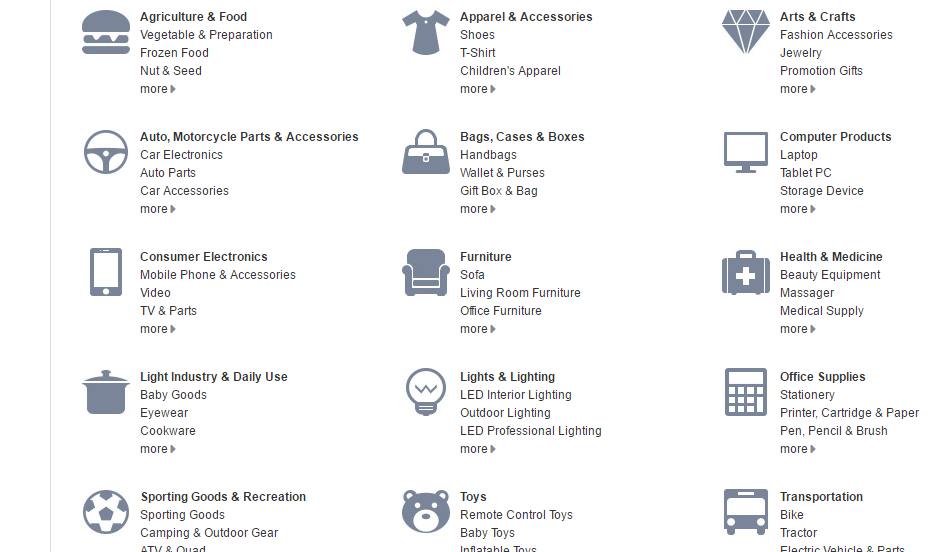 Agriculture & Food
Vegetable & Preparation
Frozen Food
Nut & Seed
more
Apparel & Accessories
Shoes
T-Shirt
Children's Apparel
more
Arts & Crafts
Fashion Accessories
Jewelry
Promotion Gifts
more
Auto, Motorcycle Parts & Accessories
Car Electronics
Auto Parts
Car Accessories
more
Bags, Cases & Boxes
Handbags
Wallet & Purses
Gift Box & Bag
more
Computer Products
Laptop
Tablet PC
Storage Device
more
Consumer Electronics
Mobile Phone & Accessories
Video
TV & Parts
more
Furniture
Sofa
Living Room Furniture
Office Furniture
more
Health & Medicine
Beauty Equipment
Massager
Medical Supply
more
Light Industry & Daily Use
Baby Goods
Eyewear
Cookware
more
Lights & Lighting
LED Interior Lighting
Outdoor Lighting
LED Professional Lighting
more
Office Supplies
Stationery
Printer, Cartridge & Paper
Pen, Pencil & Brush
more
Sporting Goods & Recreation
Sporting Goods
Camping & Outdoor Gear
ATV & Quad
Toys
Remote Control Toys
Baby Toys
Inflatable Toys
Transportation
Bike
Tractor
Electric Vehicle & Parts